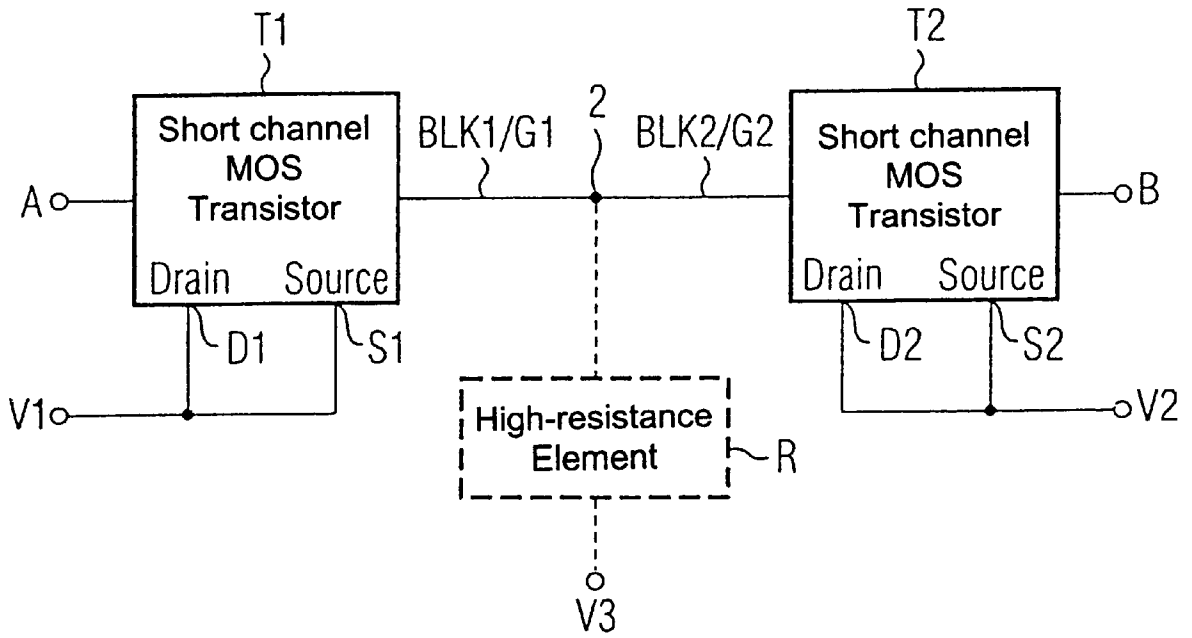 T1
T2
2
Short channel
MOS
Transistor
BLK1/G1
BLK2/G2
Short channel
MOS
Transistor
A
B
Drain
Source
Drain
Source
D1
S1
D2
S2
V1
V2
High-resistance
Element
R
V3